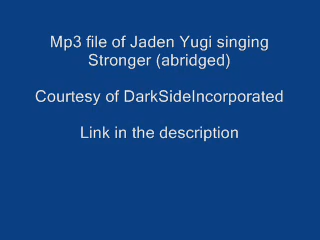 Mp3 file of Jaden Yugi singing
Stronger (abridged)
Courtesy of DarkSideIncorporated
Link in the description